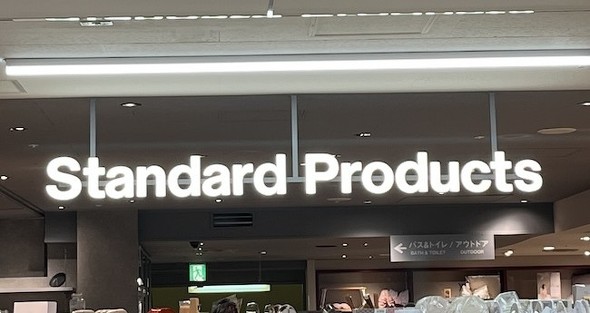 Standard Products
← バス&トイレ / アウトドア
BATH & TOILET OUTDOOR